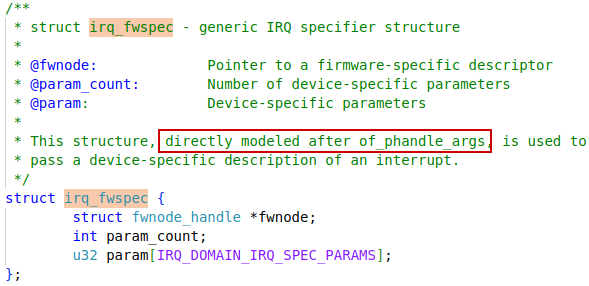 /**
 * struct irq_fwspec - generic IRQ specifier structure
 *
 * @fwnode:             Pointer to a firmware-specific descriptor
 * @param_count:        Number of device-specific parameters
 * @param:              Device-specific parameters
 *
 * This structure, directly modeled after of_phandle_args, is used to
 * pass a device-specific description of an interrupt.
 */
struct irq_fwspec {
        struct fwnode_handle *fwnode;
        int param_count;
        u32 param[IRQ_DOMAIN_IRQ_SPEC_PARAMS];
};